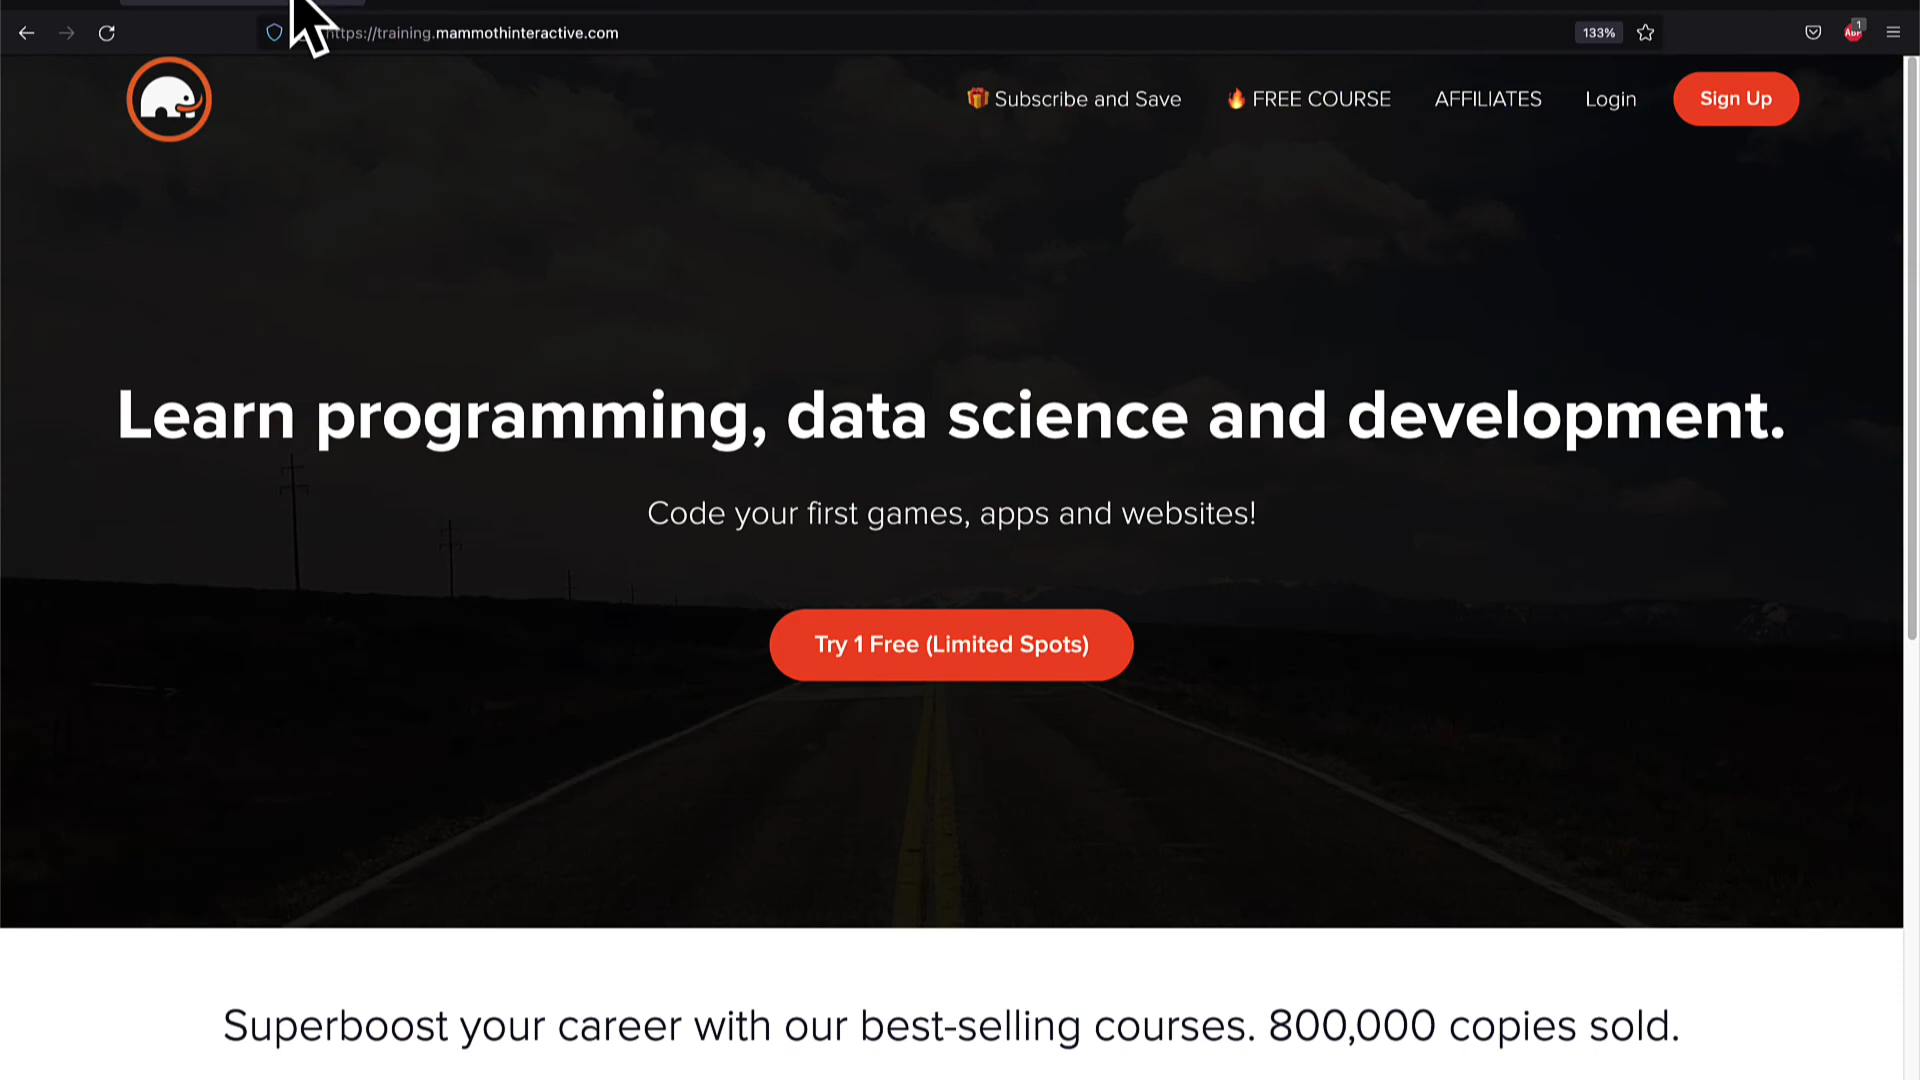 https://training.mammothinteractive.com
133%
1
ABP
Subscribe and Save
FREE COURSE
AFFILIATES
Login
Sign Up
Learn programming, data science and development.
Code your first games, apps and websites!
Try 1 Free (Limited Spots)
Superboost your career with our best-selling courses. 800,000 copies sold.